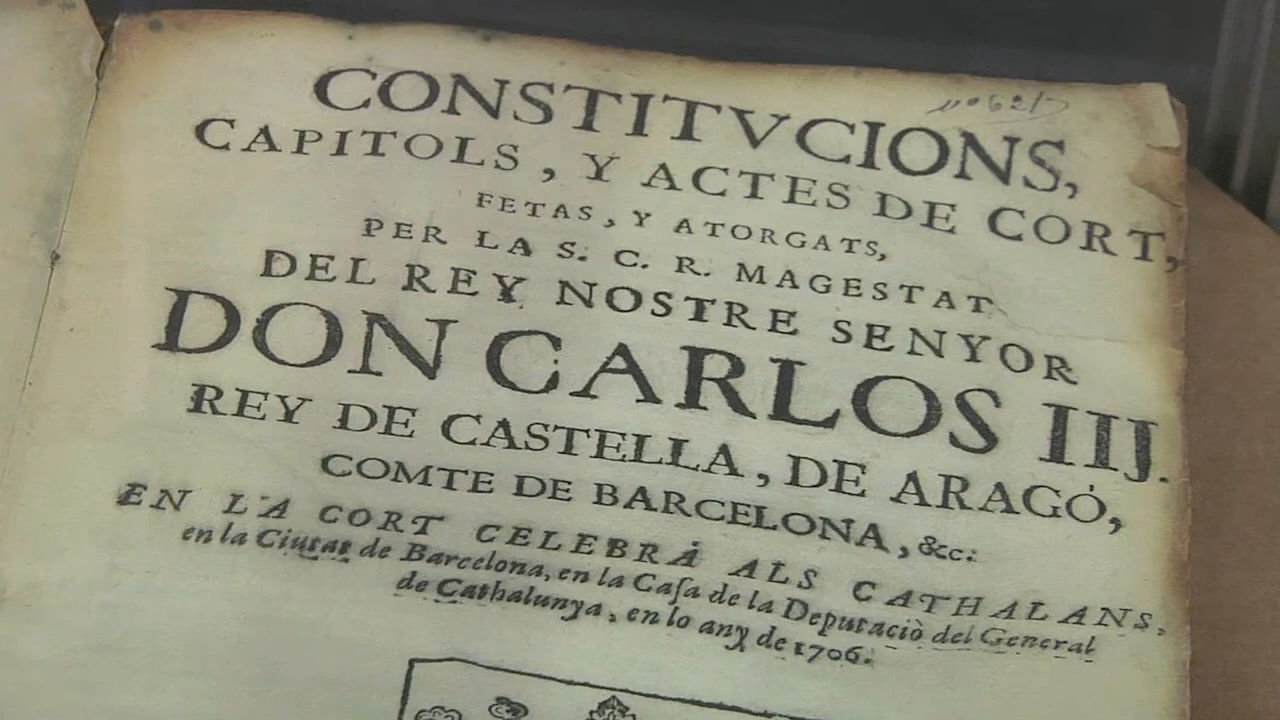 CONSTITVCIONS,
CAPITOLS, Y ACTES DE CORT,
FETAS, Y ATORGATS,
PER LA S. C. R. MAGESTAT
DEL REY NOSTRE SENYOR
DON CARLOS IIJ.
REY DE CASTELLA, DE ARAGÓ,
COMTE DE BARCELONA, &c:
EN LA CORT CELEBRÁ ALS CATHALANS,
en la Ciutat de Barcelona, en la Caſa de la Deputaciò del General
de Cathalunya, en lo any de 1706.